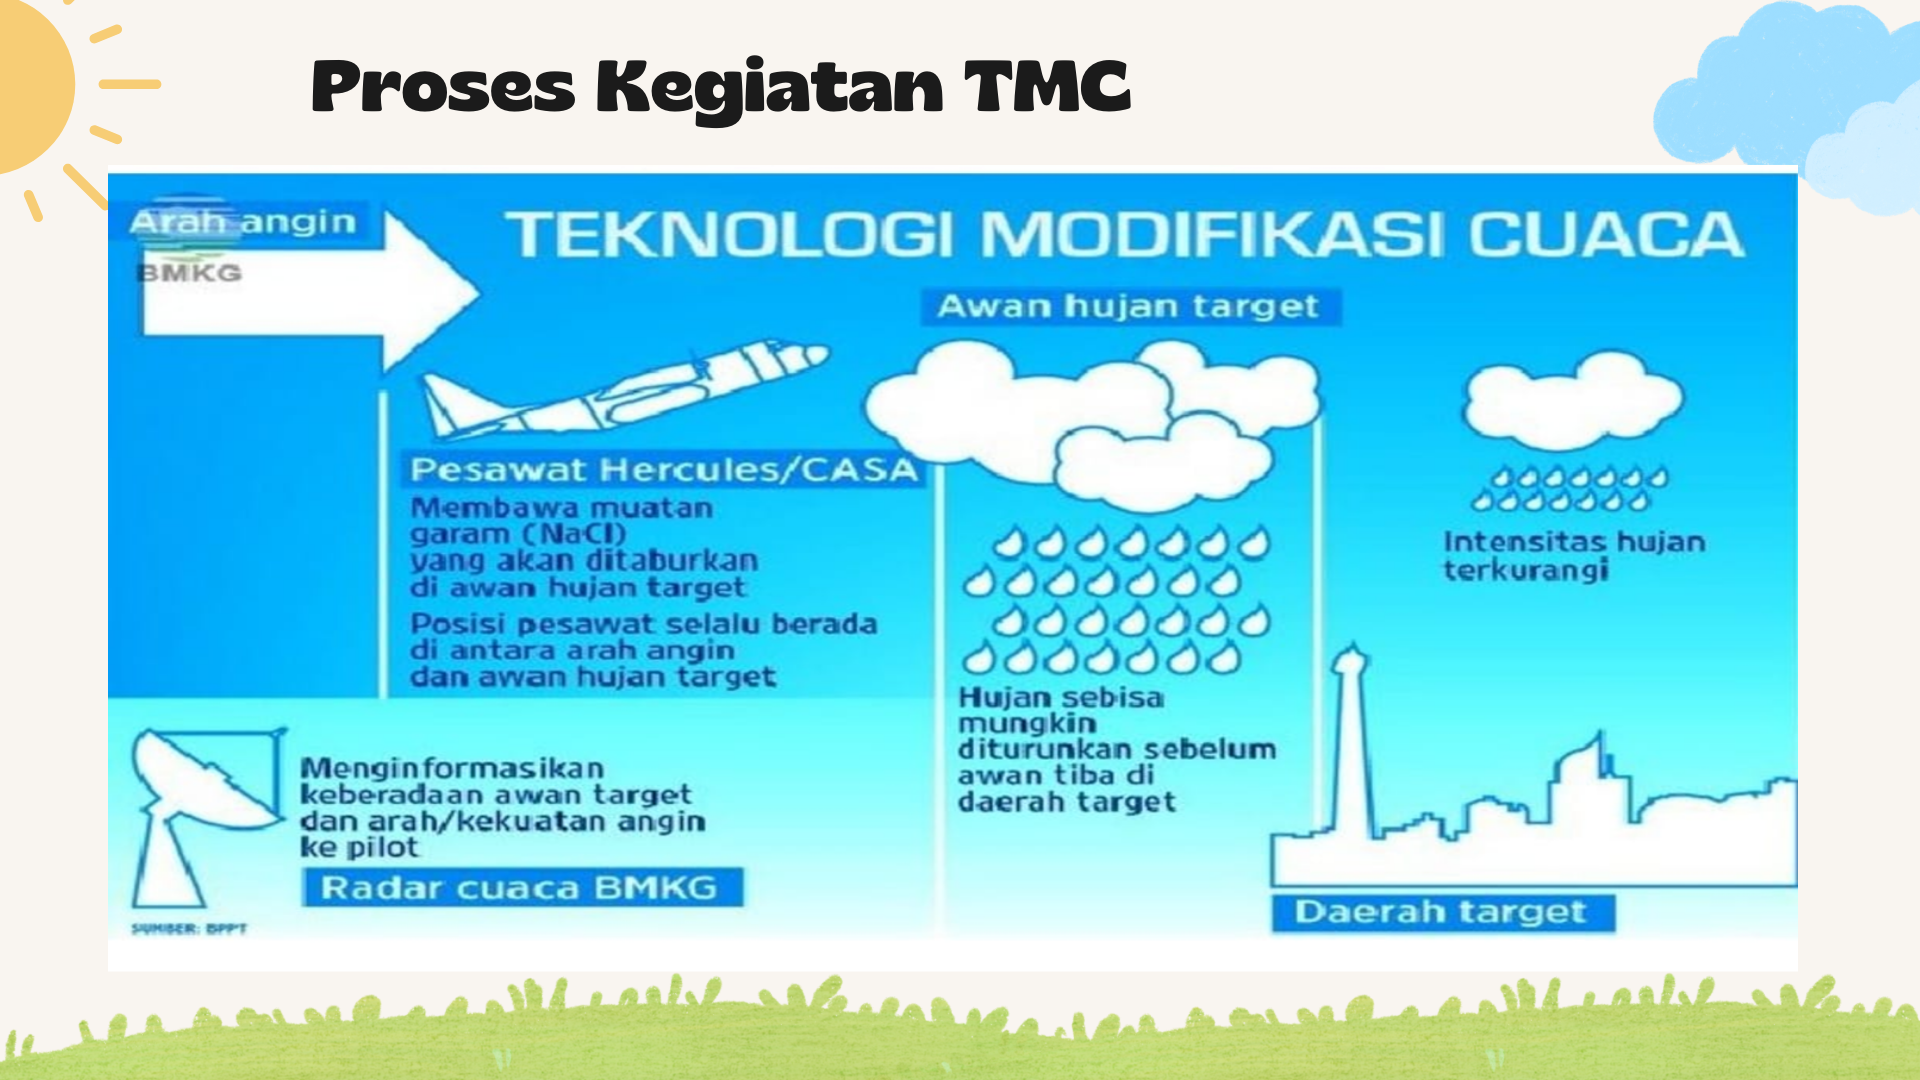 Proses Kegiatan TMC
Arah angin
BMKG
TEKNOLOGI MODIFIKASI CUACA
Awan hujan target
Pesawat Hercules/CASA
Membawa muatan
garam (NaCl)
yang akan ditaburkan
di awan hujan target
Posisi pesawat selalu berada
di antara arah angin
dan awan hujan target
Hujan sebisa
mungkin
diturunkan sebelum
awan tiba di
daerah target
Intensitas hujan
terkurangi
Menginformasikan
keberadaan awan target
dan arah/kekuatan angin
ke pilot
Radar cuaca BMKG
SUMBER: BPPT
Daerah target